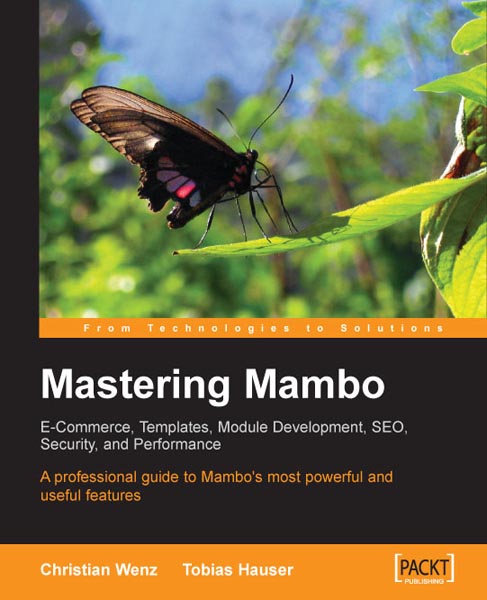 From Technologies to Solutions
Mastering Mambo
E-Commerce, Templates, Module Development, SEO,
Security, and Performance
A professional guide to Mambo's most powerful and
useful features
Christian Wenz Tobias Hauser
PACKT
PUBLISHING